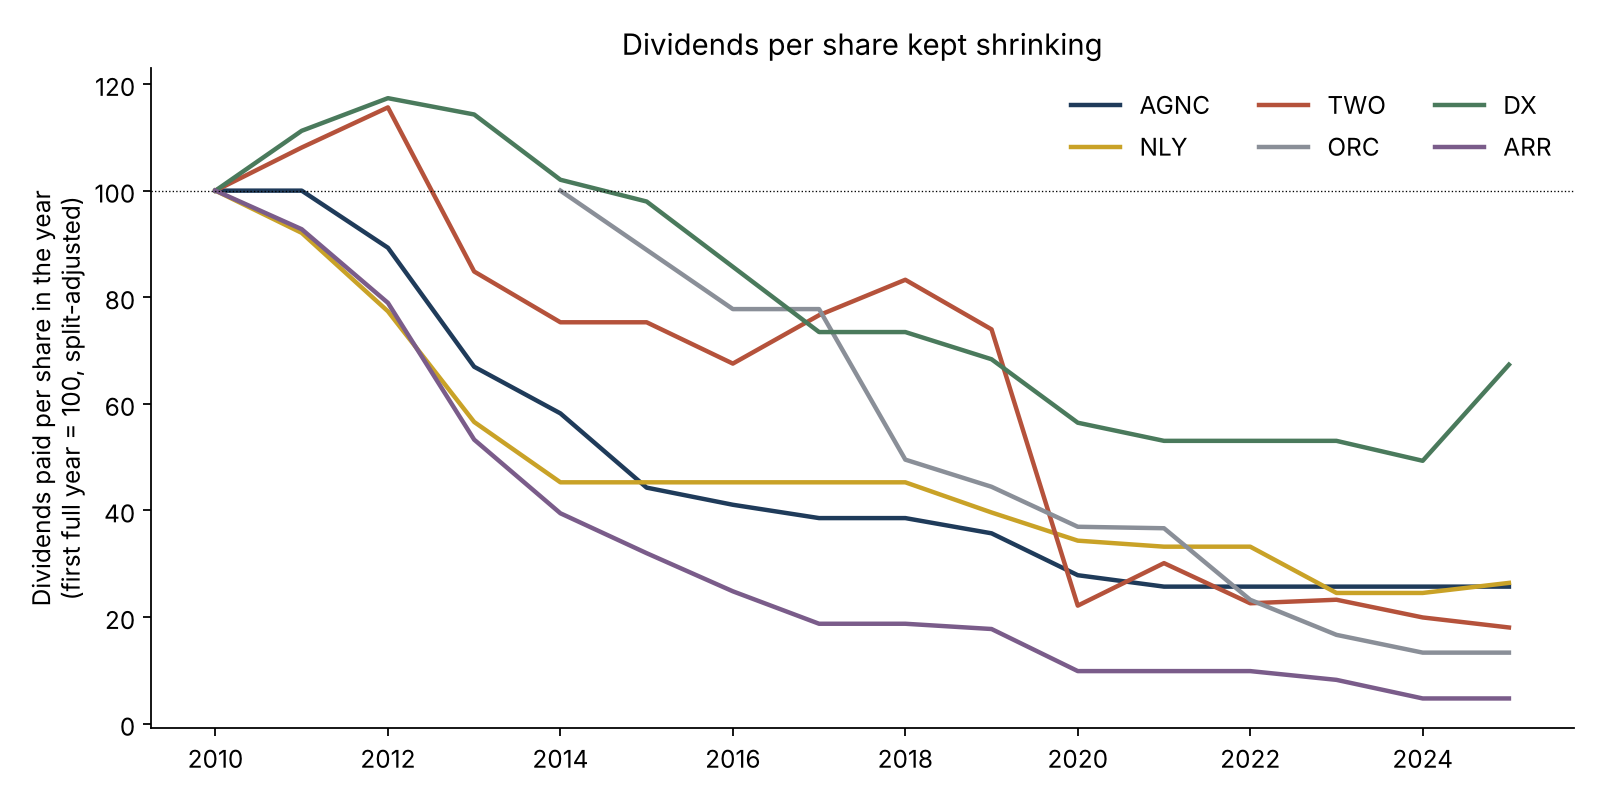 Dividends per share kept shrinking
Dividends paid per share in the year
(first full year = 100, split-adjusted)
120
100
80
60
40
20
0
AGNC
TWO
DX
NLY
ORC
ARR
2010
2012
2014
2016
2018
2020
2022
2024